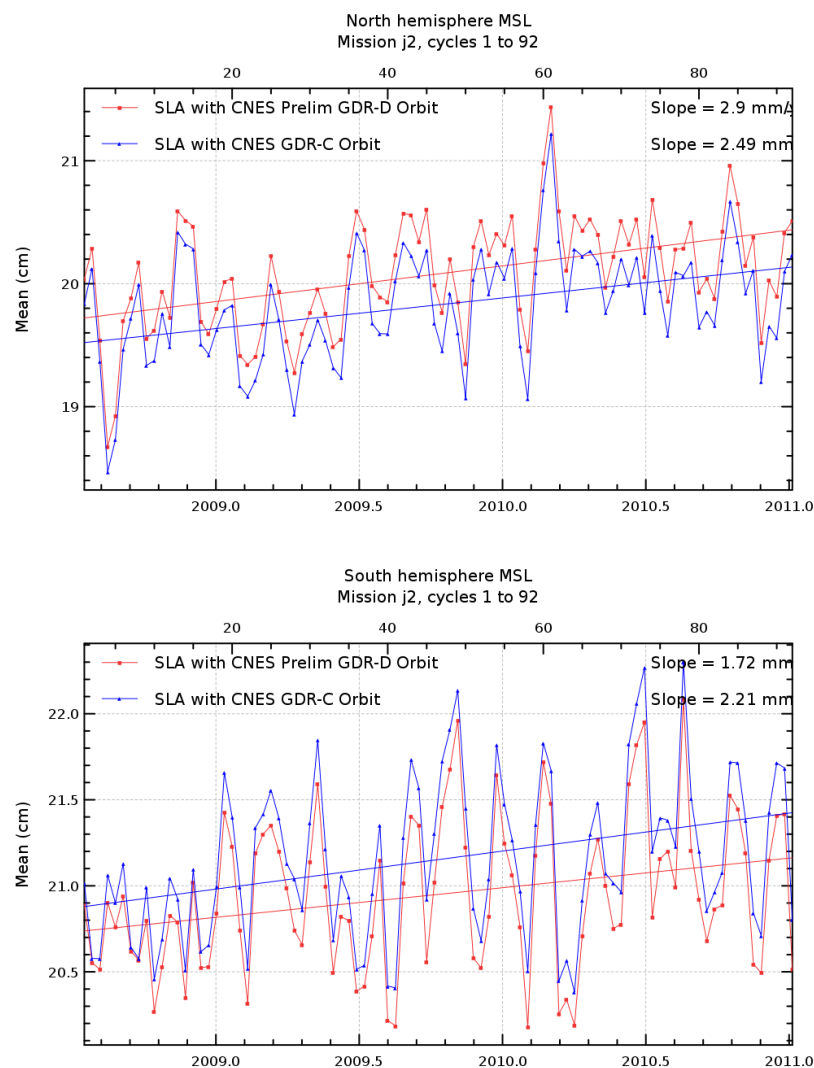 North hemisphere MSL
Mission j2, cycles 1 to 92
20 40 60 80
SLA with CNES Prelim GDR-D Orbit Slope = 2.9 mm/
SLA with CNES GDR-C Orbit Slope = 2.49 mm
21
20
19
Mean (cm)
2009.0 2009.5 2010.0 2010.5 2011.0
South hemisphere MSL
Mission j2, cycles 1 to 92
20 40 60 80
SLA with CNES Prelim GDR-D Orbit Slope = 1.72 mm
SLA with CNES GDR-C Orbit Slope = 2.21 mm
22.0
21.5
21.0
20.5
Mean (cm)
2009.0 2009.5 2010.0 2010.5 2011.0